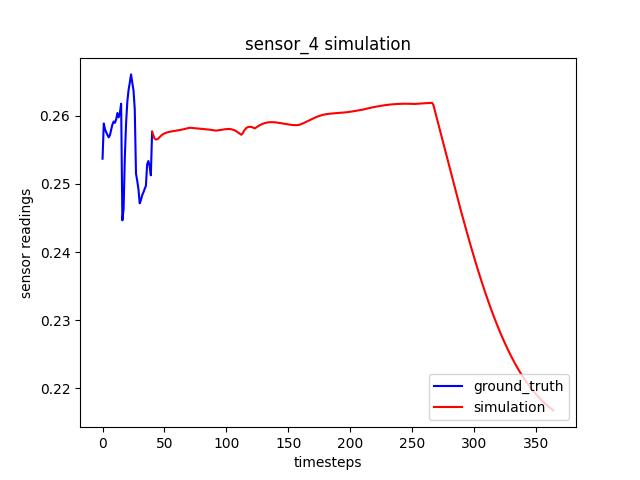 sensor_4 simulation
0.26
0.25
0.24
0.23
0.22
sensor readings
ground_truth
simulation
0 50 100 150 200 250 300 350
timesteps